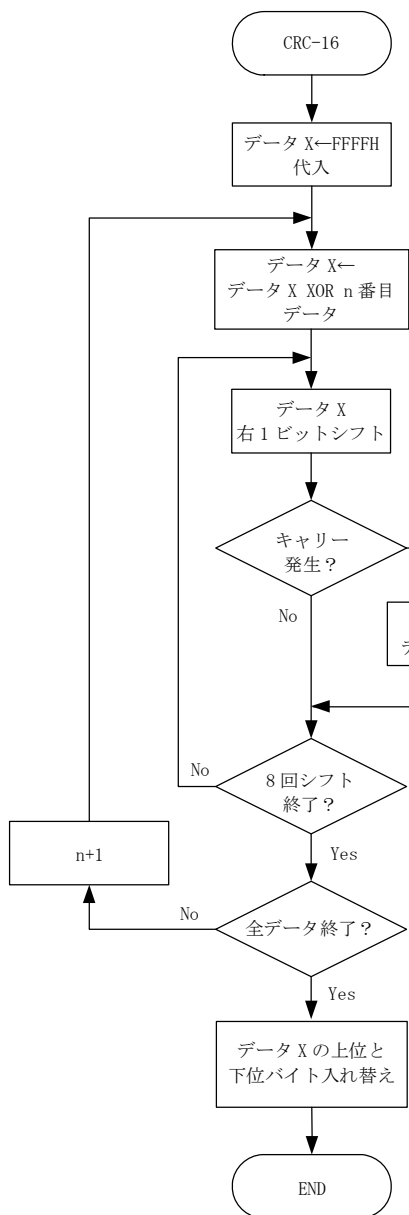 CRC-16
データ X←FFFFH
代入
データ X←
データ X XOR n 番目
データ
データ X
右 1 ビットシフト
キャリー
発生？
No
No
8 回シフト
終了？
Yes
n+1
No
全データ終了？
Yes
データ X の上位と
下位バイト入れ替え
END